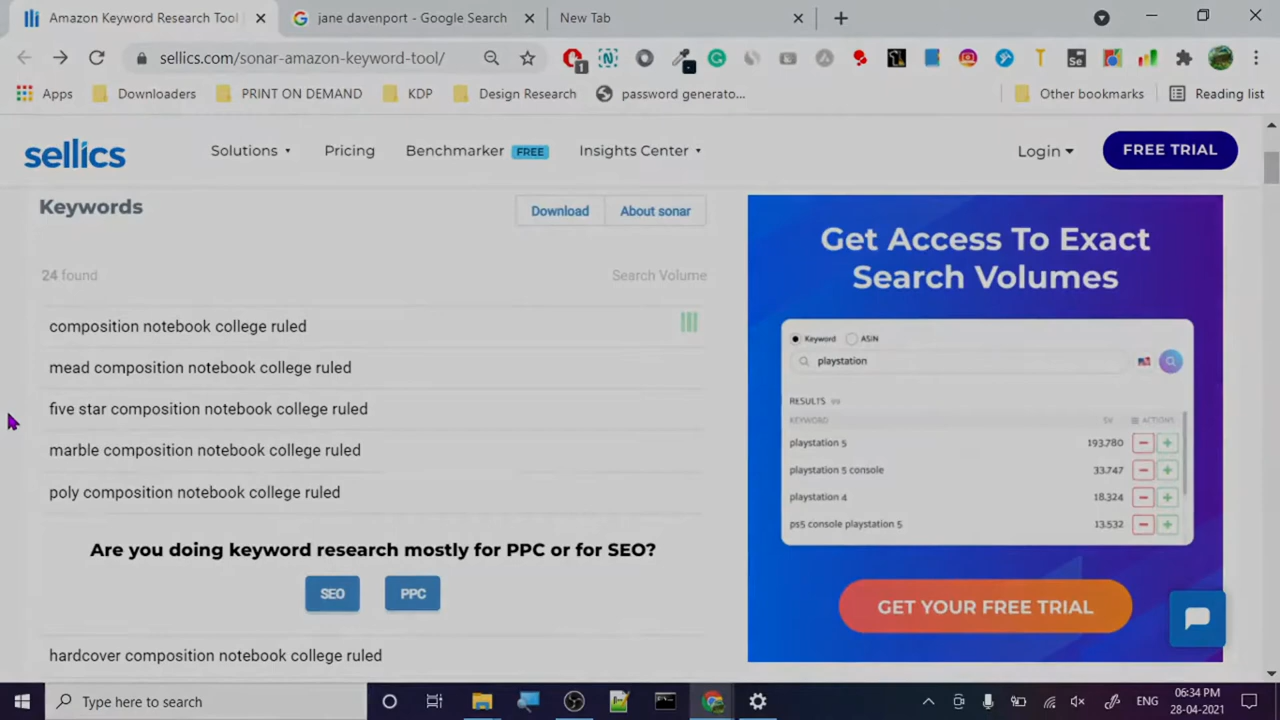 Amazon Keyword Research Tool
jane davenport - Google Search
New Tab
sellics.com/sonar-amazon-keyword-tool/
1
Apps
Downloaders
PRINT ON DEMAND
KDP
Design Research
password generato...
Other bookmarks
Reading list
sellics
Solutions
Pricing
Benchmarker FREE
Insights Center
Login
FREE TRIAL
Keywords
Download
About sonar
24 found
Search Volume
composition notebook college ruled
mead composition notebook college ruled
five star composition notebook college ruled
marble composition notebook college ruled
poly composition notebook college ruled
Are you doing keyword research mostly for PPC or for SEO?
SEO
PPC
hardcover composition notebook college ruled
Get Access To Exact
Search Volumes
Keyword
ASIN
playstation
RESULTS 99
KEYWORD
SV
ACTIONS
playstation 5
193.780
playstation 5 console
33.747
playstation 4
18.324
ps5 console playstation 5
13.532
GET YOUR FREE TRIAL
Type here to search
ENG
06:34 PM
28-04-2021